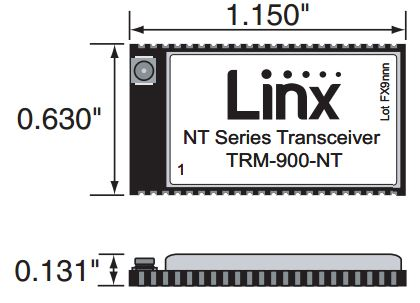 1.150"
0.630"
Linx
Lot FX9nnn
NT Series Transceiver
TRM-900-NT
1
0.131"